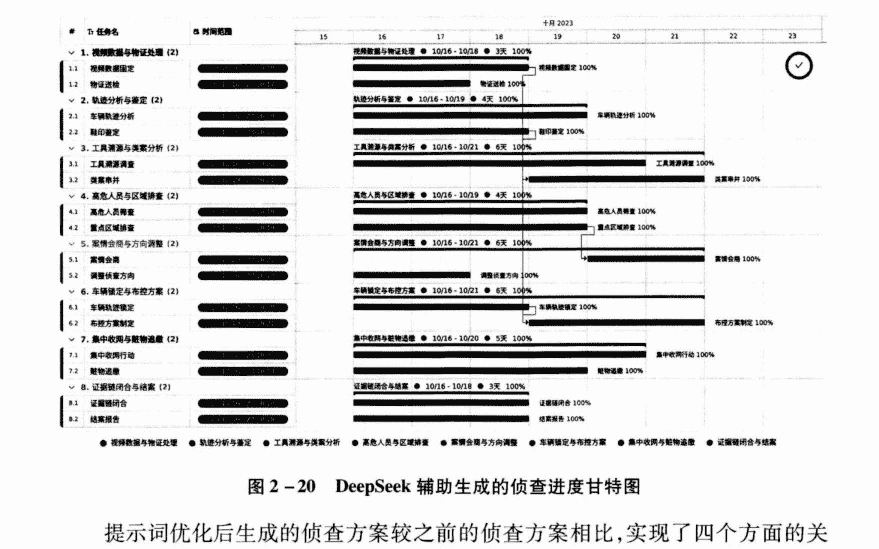 十月 2023
# Tr 任务名 时间范围 15 16 17 18 19 20 21 22 23
1. 视频数据与物证处理 (2) 视频数据与物证处理 ● 10/16 - 10/18 ● 3天 100%
1.1 视频数据固定 视频数据固定 100%
1.2 物证送检 物证送检 100%
2. 轨迹分析与鉴定 (2) 轨迹分析与鉴定 ● 10/16 - 10/19 ● 4天 100%
2.1 车辆轨迹分析 车辆轨迹分析 100%
2.2 鞋印鉴定 鞋印鉴定 100%
3. 工具溯源与类案分析 (2) 工具溯源与类案分析 ● 10/16 - 10/21 ● 6天 100%
3.1 工具溯源调查 工具溯源调查 100%
3.2 类案串并 类案串并 100%
4. 高危人员与区域排查 (2) 高危人员与区域排查 ● 10/16 - 10/19 ● 4天 100%
4.1 高危人员筛查 高危人员筛查 100%
4.2 重点区域排查 重点区域排查 100%
5. 案情会商与方向调整 (2) 案情会商与方向调整 ● 10/16 - 10/21 ● 6天 100%
5.1 案情会商 案情会商 100%
5.2 调整侦查方向 调整侦查方向 100%
6. 车辆锁定与布控方案 (2) 车辆锁定与布控方案 ● 10/16 - 10/21 ● 6天 100%
6.1 车辆轨迹锁定 车辆轨迹锁定 100%
6.2 布控方案制定 布控方案制定 100%
7. 集中收网与赃物追缴 (2) 集中收网与赃物追缴 ● 10/16 - 10/20 ● 5天 100%
7.1 集中收网行动 集中收网行动 100%
7.2 赃物追缴 赃物追缴 100%
8. 证据链闭合与结案 (2) 证据链闭合与结案 ● 10/16 - 10/18 ● 3天 100%
8.1 证据链闭合 证据链闭合 100%
8.2 结案报告 结案报告 100%
● 视频数据与物证处理 ● 轨迹分析与鉴定 ● 工具溯源与类案分析 ● 高危人员与区域排查 ● 案情会商与方向调整 ● 车辆锁定与布控方案 ● 集中收网与赃物追缴 ● 证据链闭合与结案
图 2-20 DeepSeek 辅助生成的侦查进度甘特图
提示词优化后生成的侦查方案较之前的侦查方案相比,实现了四个方面的关